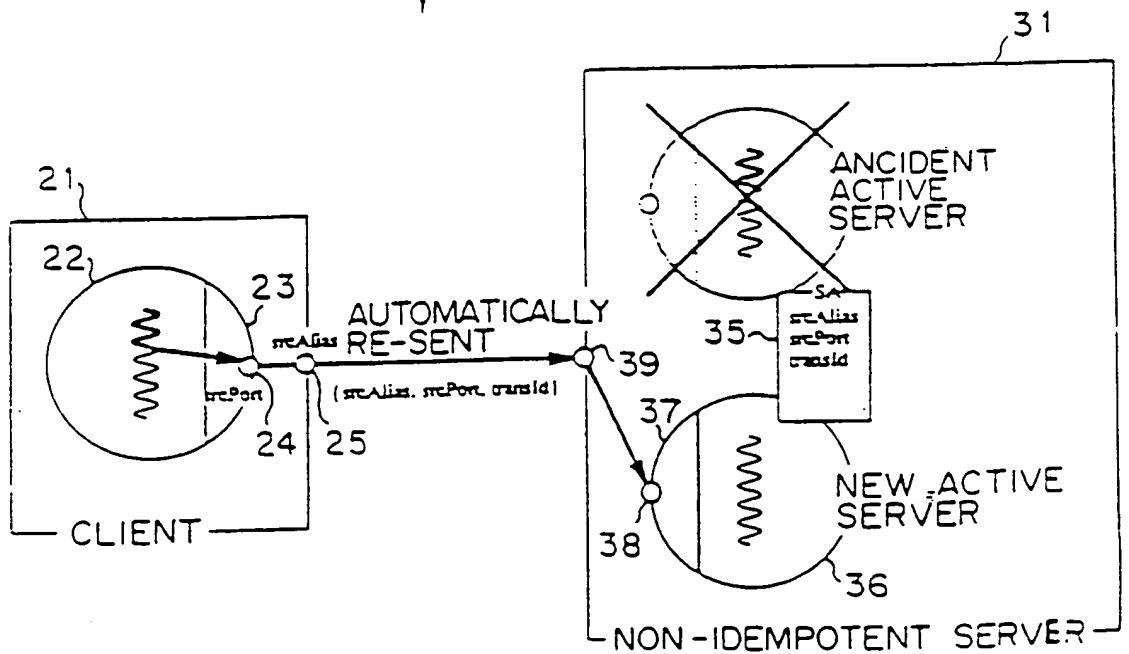 31
ANCIDENT
ACTIVE
SERVER
21
22
23
srcAlias
AUTOMATICALLY
RE-SENT
39
SA
35
srcAlias
srcPort
transId
srcPort
(srcAlias, srcPort, transId)
24
25
37
38
NEW ACTIVE
SERVER
36
CLIENT
NON-IDEMPOTENT SERVER